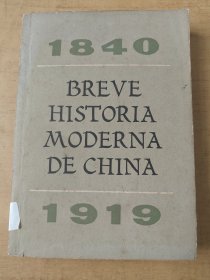 1840
BREVE
HISTORIA
MODERNA
DE CHINA
1919